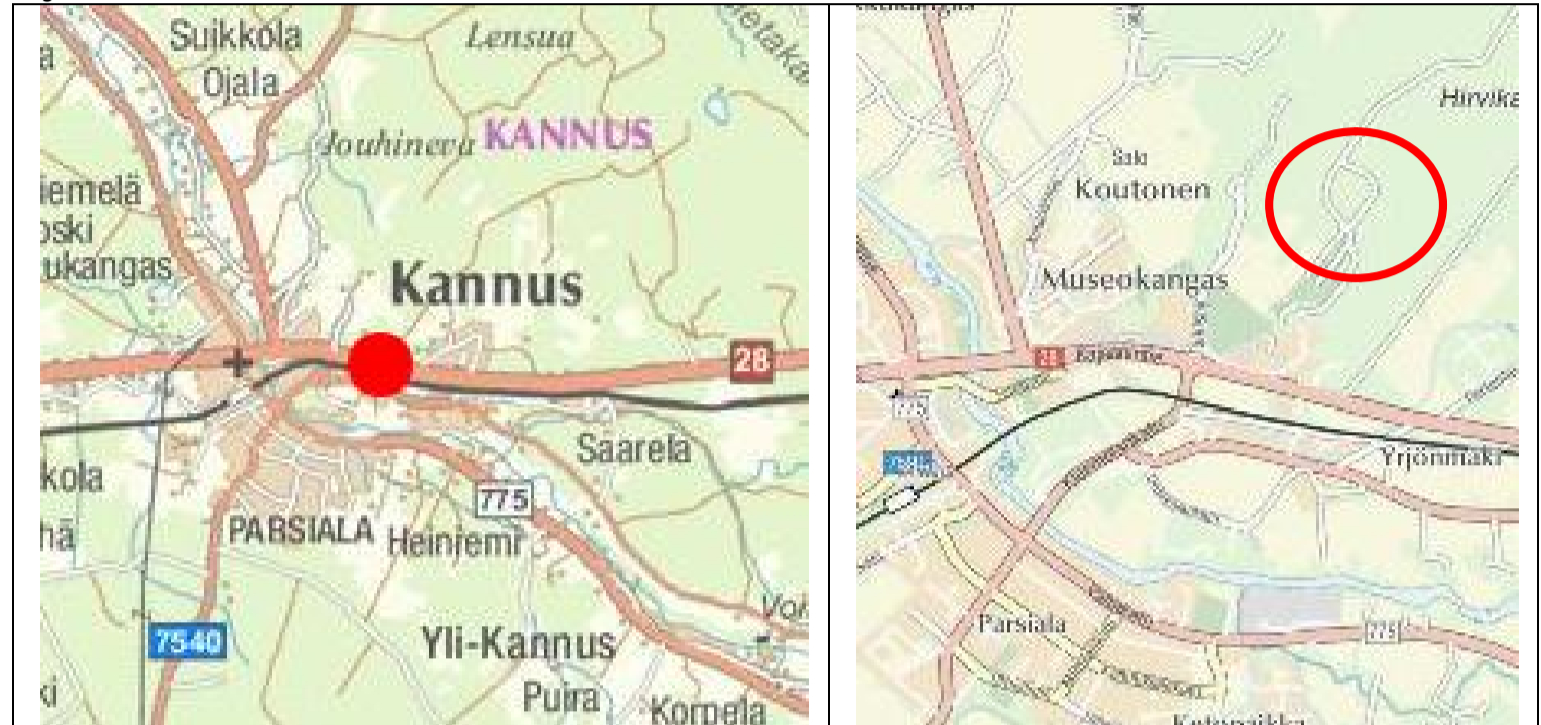 Suikkola
Ojala
Lensua
Jouhineva
KANNUS
iemelä
oski
ukangas
Kannus
28
Saarela
kola
775
hä
PARSIALA
Heiniemi
7540
Yli-Kannus
Puira
Korpela
Hirvika
Koutonen
Museokangas
28
775
Yrjönmäki
Parsiala
775